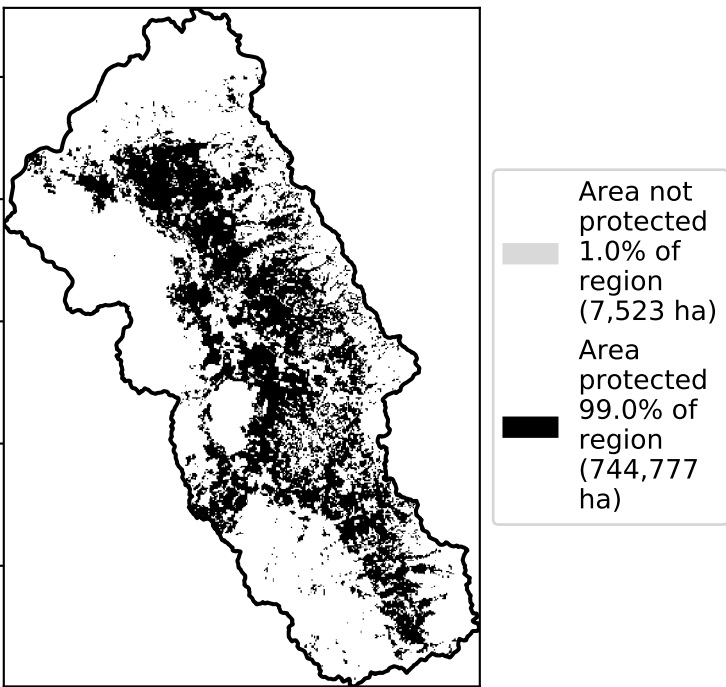 Area not
protected
1.0% of
region
(7,523 ha)
Area
protected
99.0% of
region
(744,777
ha)